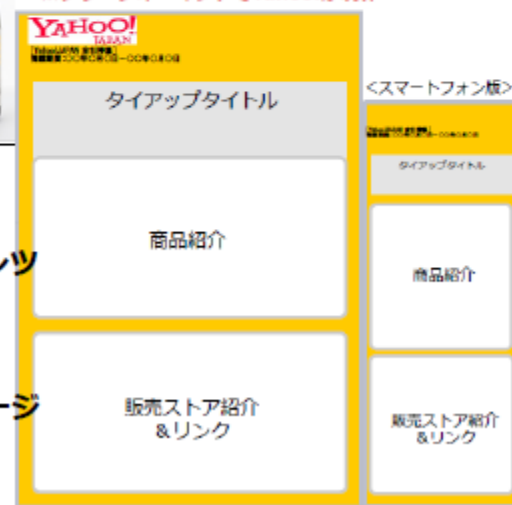 YAHOO!
JAPAN
タイアップタイトル
商品紹介
販売ストア紹介
&リンク
<スマートフォン版>
タイアップタイトル
商品紹介
販売ストア紹介
&リンク
ンツ
ージ